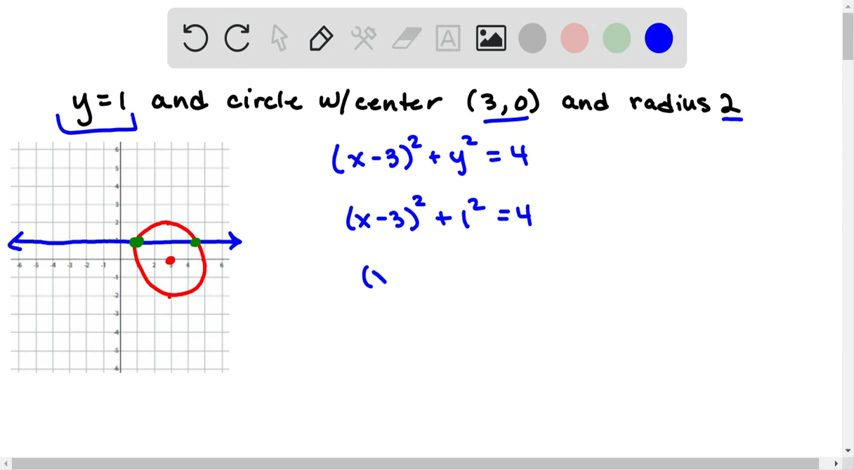 y=1 and circle w/center (3,0) and radius 2
(x-3)² + y² = 4
(x-3)² + 1² = 4
(